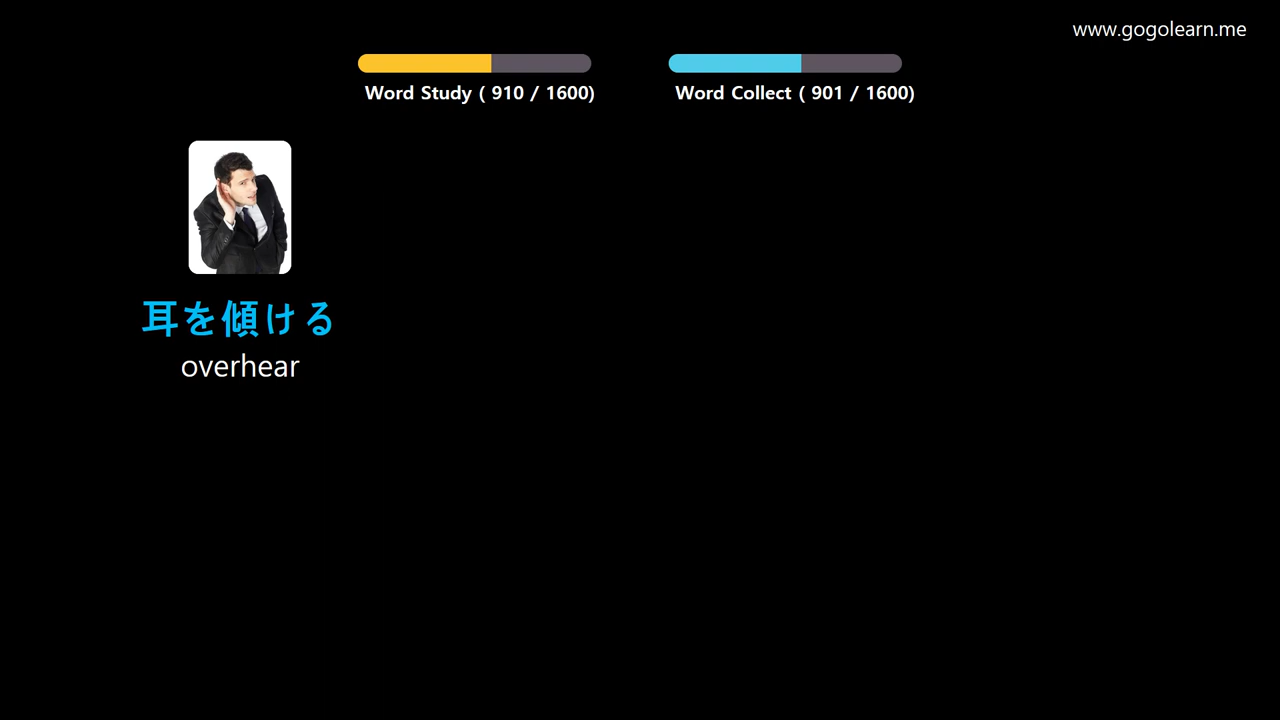 www.gogolearn.me
Word Study ( 910 / 1600)
Word Collect ( 901 / 1600)
耳を傾ける
overhear